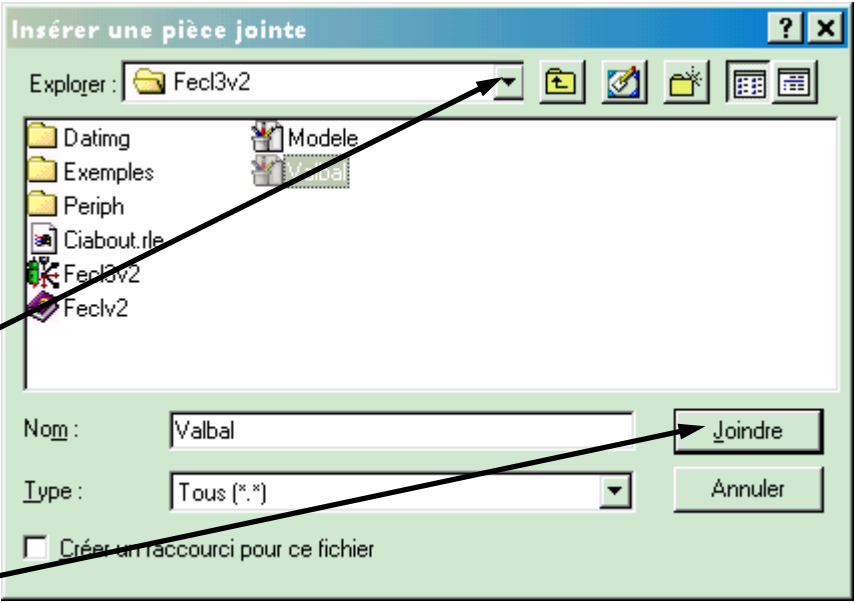 Insérer une pièce jointe
Explorer : Fecl3v2
Datimg
Exemples
Periph
Ciabout.rle
Fecl3v2
Feclv2
Modele
Valbal
Nom : Valbal
Joindre
Type : Tous (*.*)
Annuler
Créer un raccourci pour ce fichier